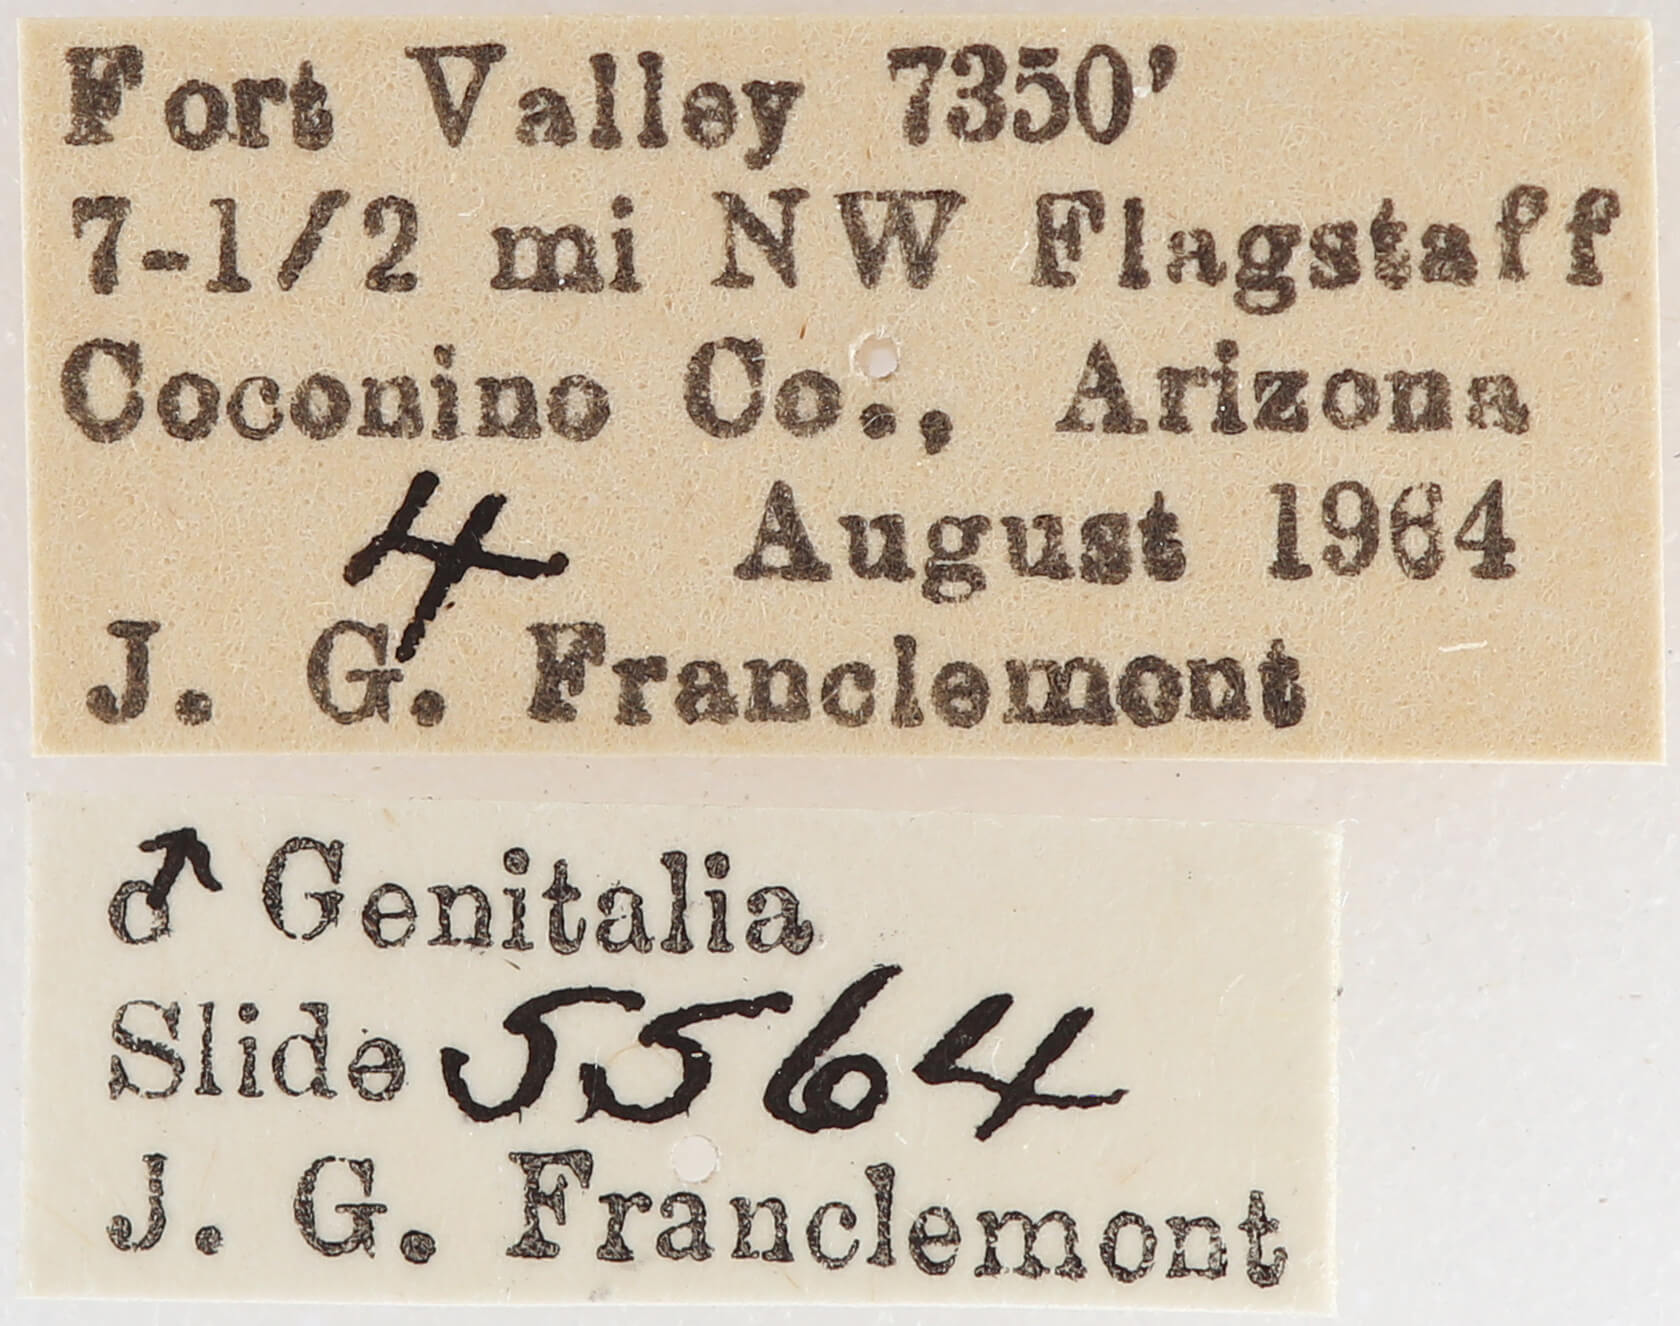 Fort Valley 7350'
7-1/2 mi NW Flagstaff
Coconino Co., Arizona
4 August 1964
J. G. Franclemont
♂ Genitalia
Slide 5564
J. G. Franclemont